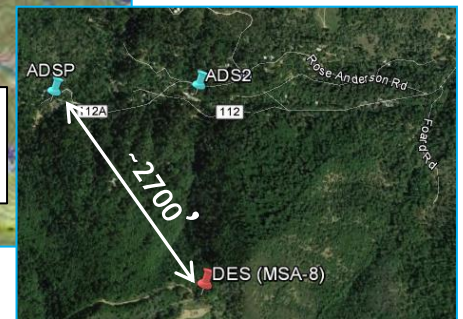 ADSP
ADS2
Rose Anderson Rd
112A
112
Foard Rd
~2700’
DES (MSA-8)